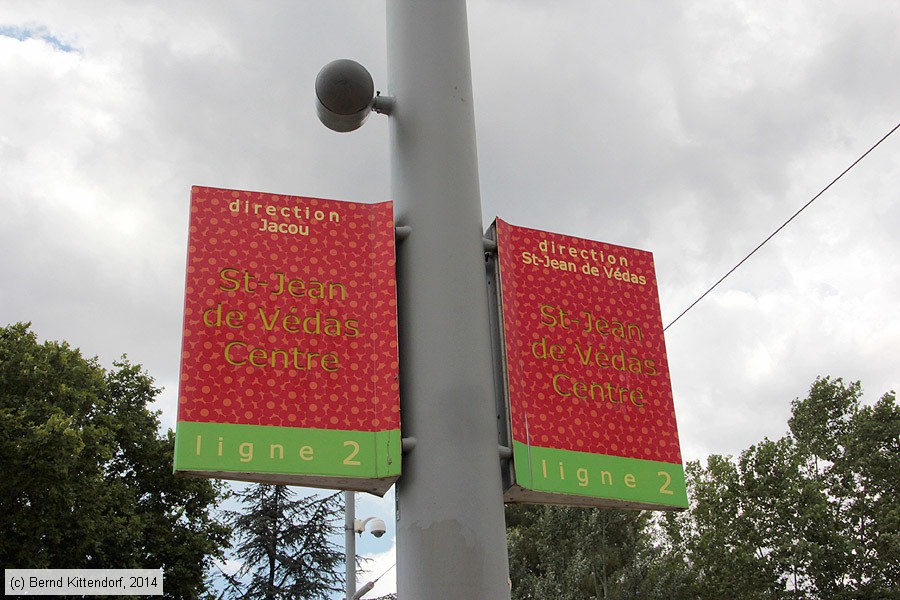 direction
Jacou
St-Jean
de Védas
Centre
ligne 2
direction
St-Jean de Védas
St-Jean
de Védas
Centre
ligne 2
(c) Bernd Kittendorf, 2014